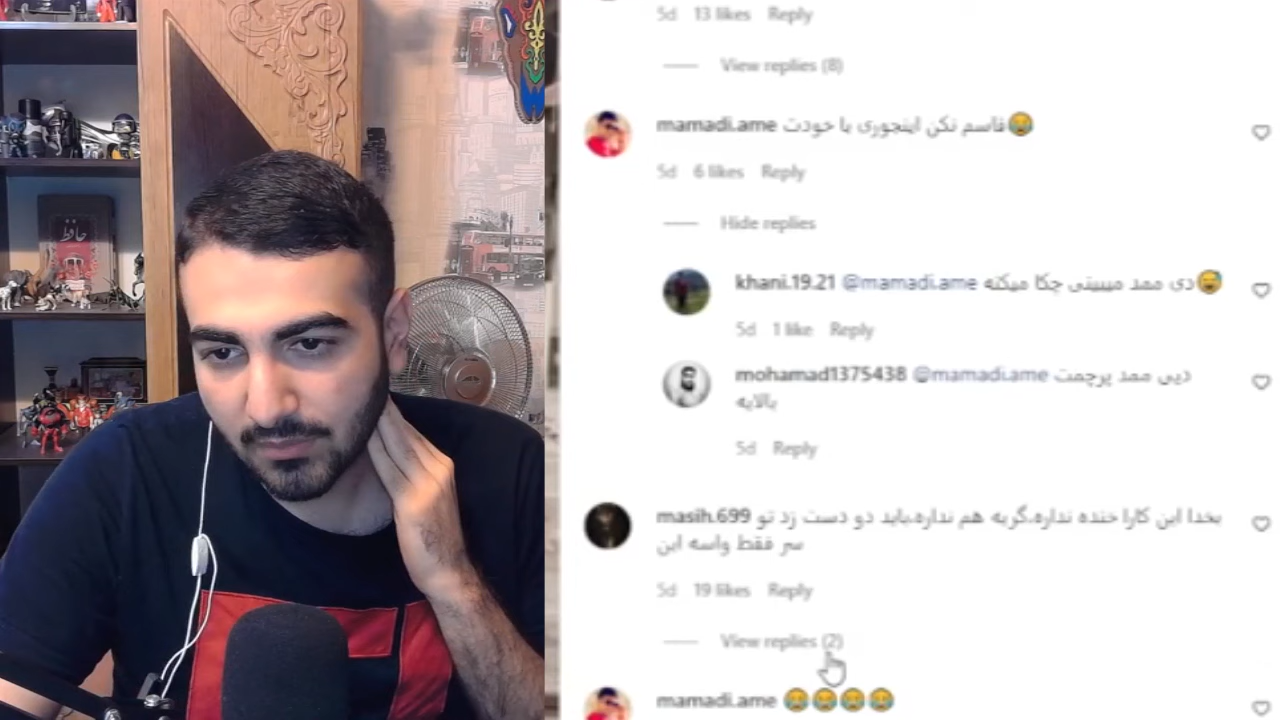 حافظ
5d 13 likes Reply
View replies (8)
mamadi.ame قاسم نکن اینجوری با خودت😭
5d 6 likes Reply
Hide replies
khani.19.21 @mamadi.ame دی ممد میبینی چکا میکنه😅
5d 1 like Reply
mohamad1375438 @mamadi.ame دیی ممد پرچمت
بالایه
5d Reply
masih.699 بخدا این کارا خنده نداره،گریه هم نداره،باید دو دست زد تو
سر فقط واسه این
5d 19 likes Reply
View replies (2)
mamadi.ame 😂😂😂😂